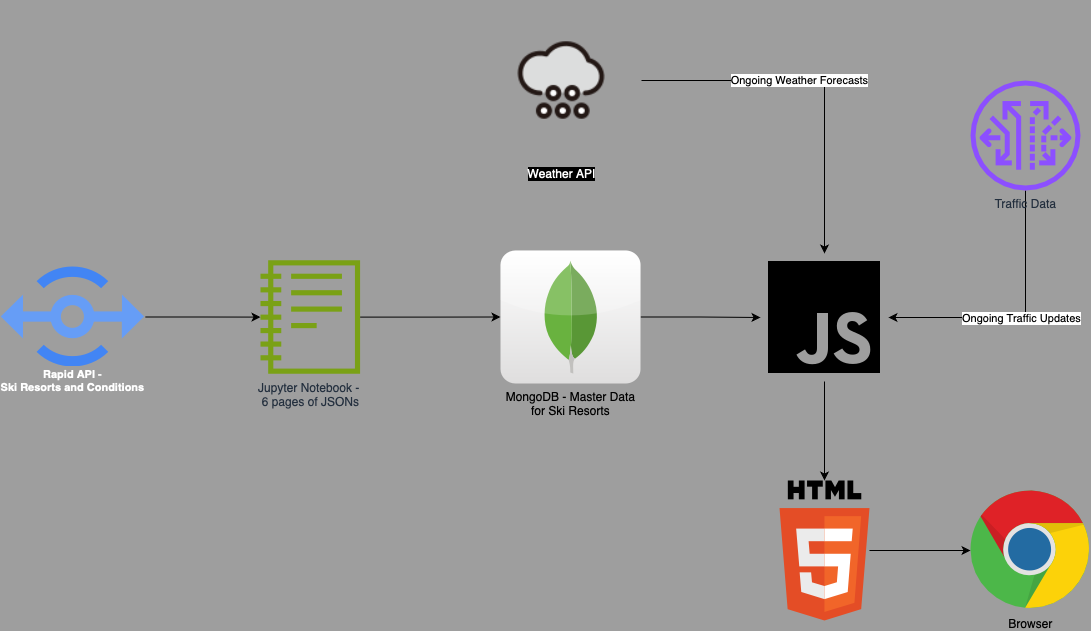 Ongoing Weather Forecasts
Weather API
Traffic Data
Rapid API -
Ski Resorts and Conditions
Jupyter Notebook -
6 pages of JSONs
MongoDB - Master Data
for Ski Resorts
JS
Ongoing Traffic Updates
HTML
5
Browser